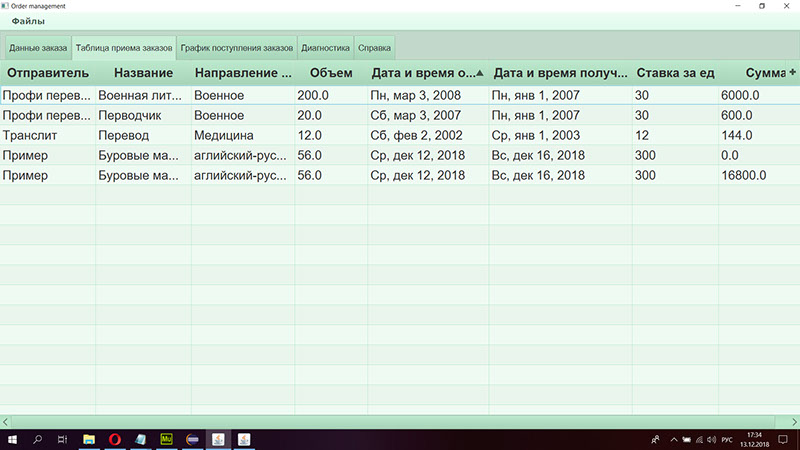 Order management
Файлы
Данные заказа Таблица приема заказов График поступления заказов Диагностика Справка
Отправитель Название Направление ... Объем Дата и время о... Дата и время получ... Ставка за ед Сумма
Профи перев... Военная лит... Военное 200.0 Пн, мар 3, 2008 Пн, янв 1, 2007 30 6000.0
Профи перев... Перводчик Военное 20.0 Сб, мар 3, 2007 Пн, янв 1, 2007 30 600.0
Транслит Перевод Медицина 12.0 Сб, фев 2, 2002 Ср, янв 1, 2003 12 144.0
Пример Буровые ма... аглийский-рус... 56.0 Ср, дек 12, 2018 Вс, дек 16, 2018 300 0.0
Пример Буровые ма... аглийский-рус... 56.0 Ср, дек 12, 2018 Вс, дек 16, 2018 300 16800.0
Mu РУС 17:34
13.12.2018